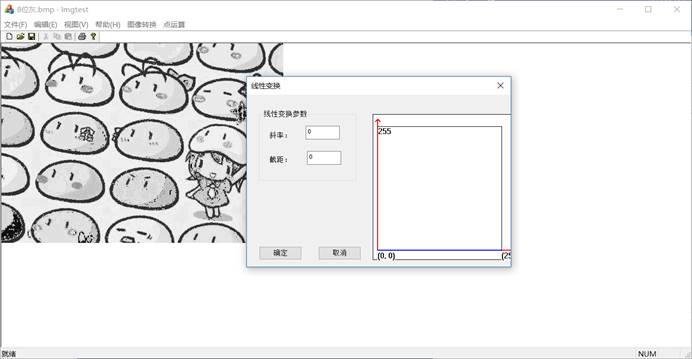 8位灰.bmp - Imgtest
文件(F) 编辑(E) 视图(V) 帮助(H) 图像转换 点运算
线性变换
线性变换参数
斜率： 0
截距： 0
确定 取消
255
(0, 0) (25
就绪 NUM